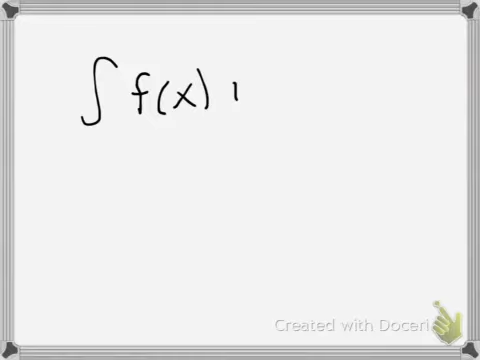 ∫ f(x) 
Created with Doceri